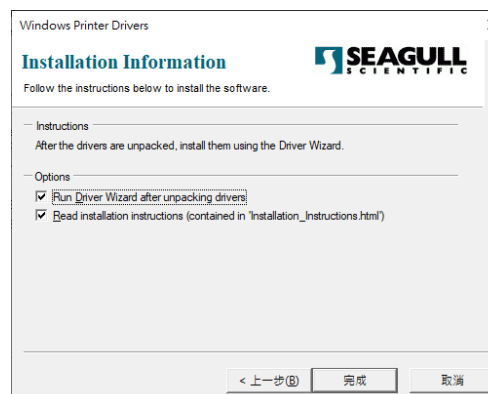 Windows Printer Drivers
Installation Information
SEAGULL
SCIENTIFIC
Follow the instructions below to install the software.
Instructions
After the drivers are unpacked, install them using the Driver Wizard.
Options
Run Driver Wizard after unpacking drivers
Read installation instructions (contained in 'Installation_Instructions.html')
< 上一步(B)
完成
取消